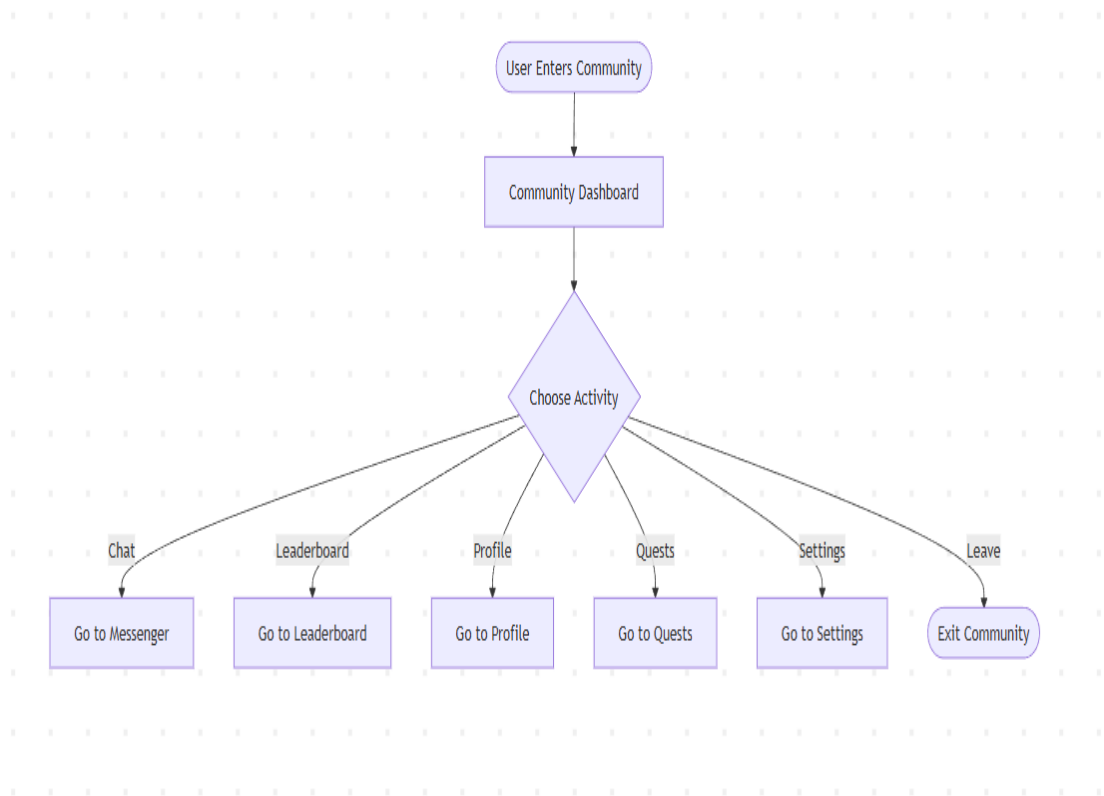 User Enters Community
Community Dashboard
Choose Activity
Chat
Leaderboard
Profile
Quests
Settings
Leave
Go to Messenger
Go to Leaderboard
Go to Profile
Go to Quests
Go to Settings
Exit Community